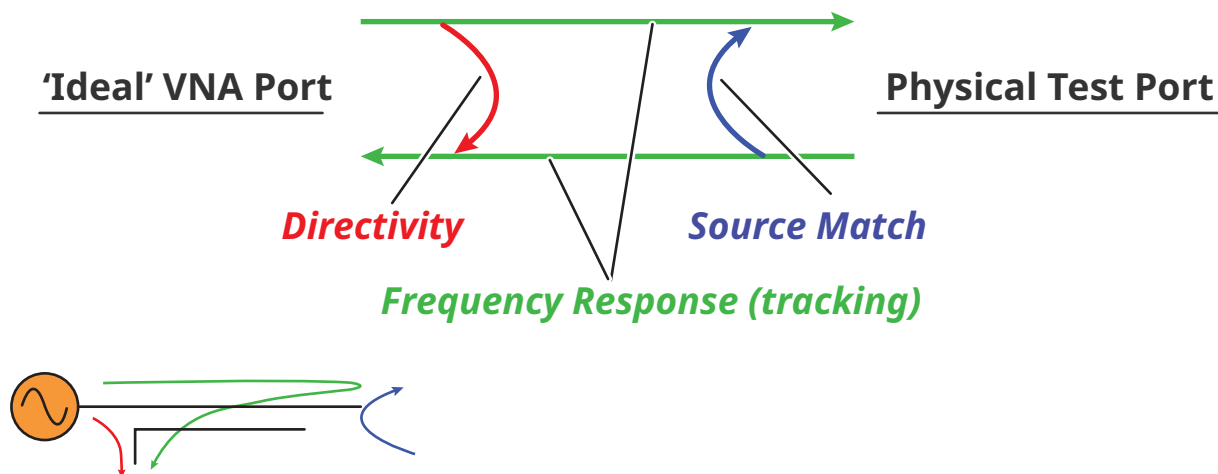 ‘Ideal’ VNA Port
Physical Test Port
Directivity
Source Match
Frequency Response (tracking)